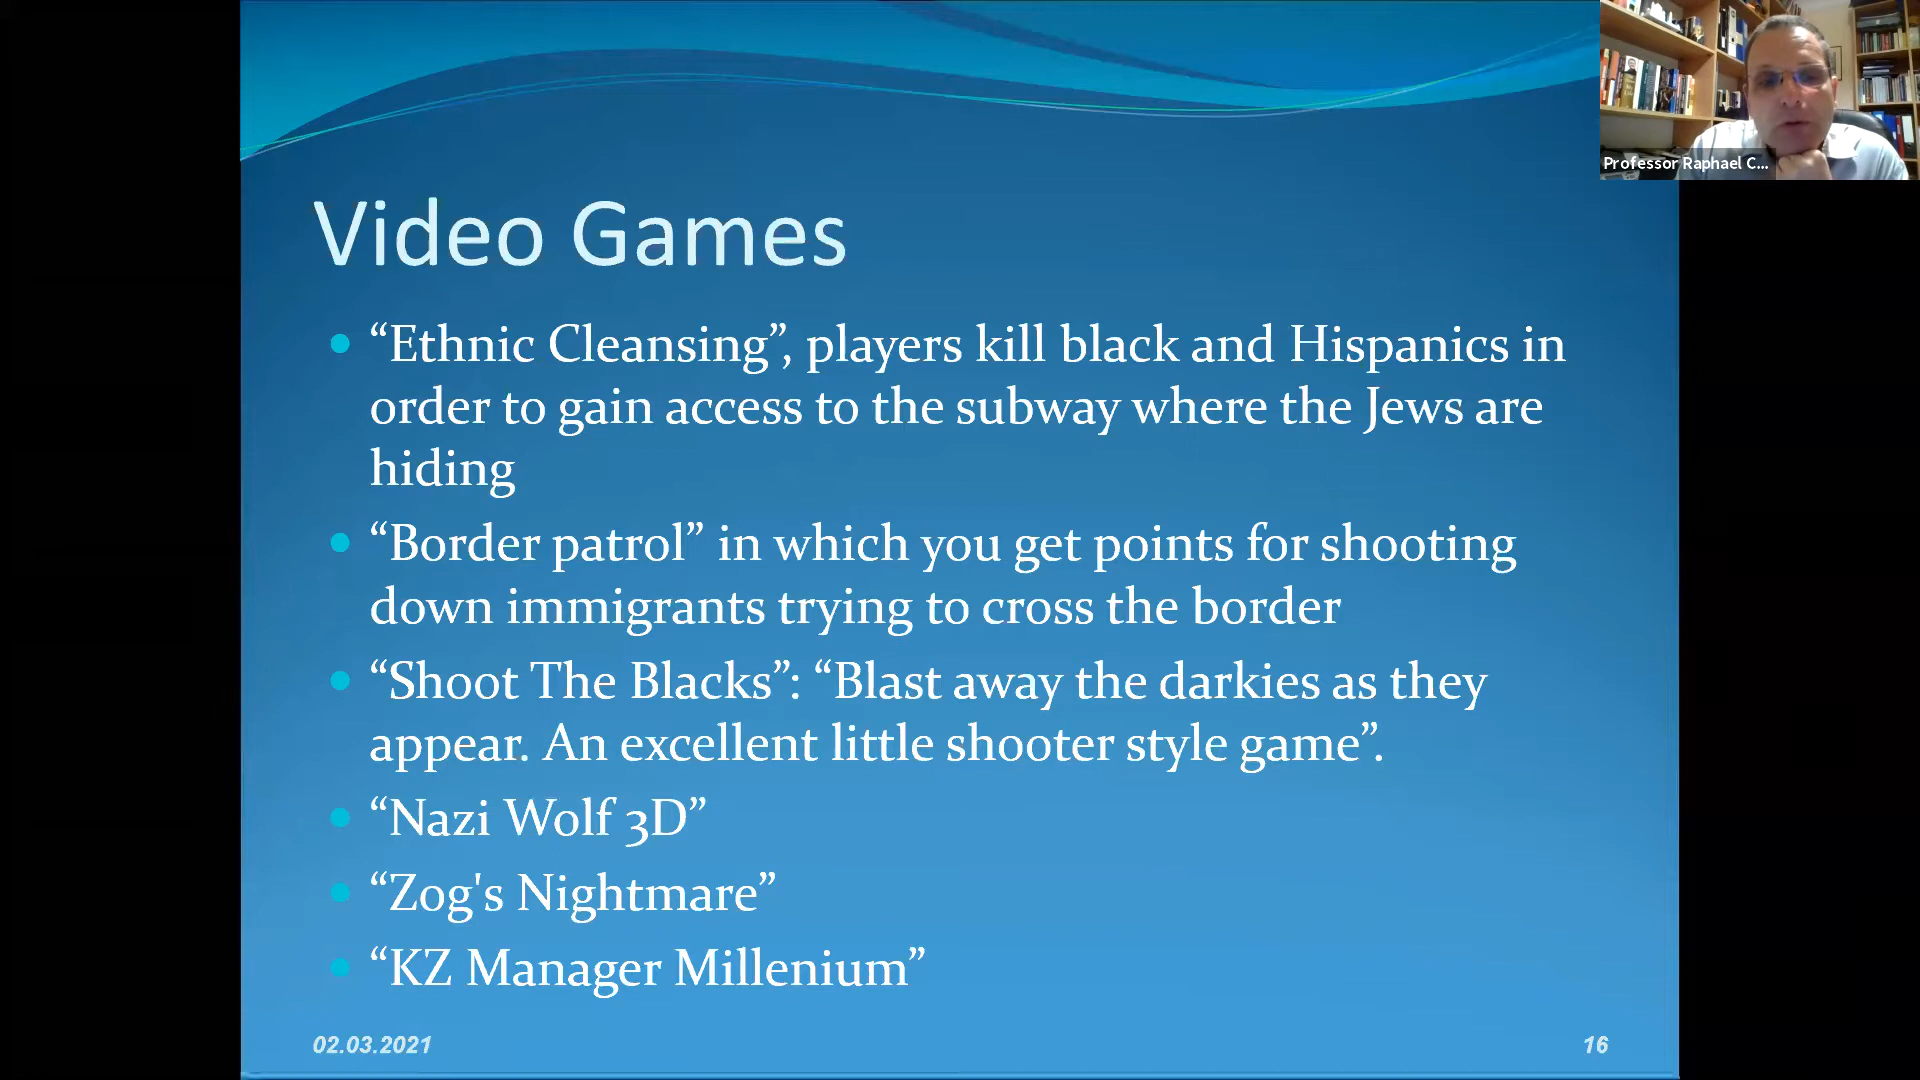 Professor Raphael C...
Video Games
“Ethnic Cleansing”, players kill black and Hispanics in
order to gain access to the subway where the Jews are
hiding
“Border patrol” in which you get points for shooting
down immigrants trying to cross the border
“Shoot The Blacks”: “Blast away the darkies as they
appear. An excellent little shooter style game”.
“Nazi Wolf 3D”
“Zog's Nightmare”
“KZ Manager Millenium”
02.03.2021
16